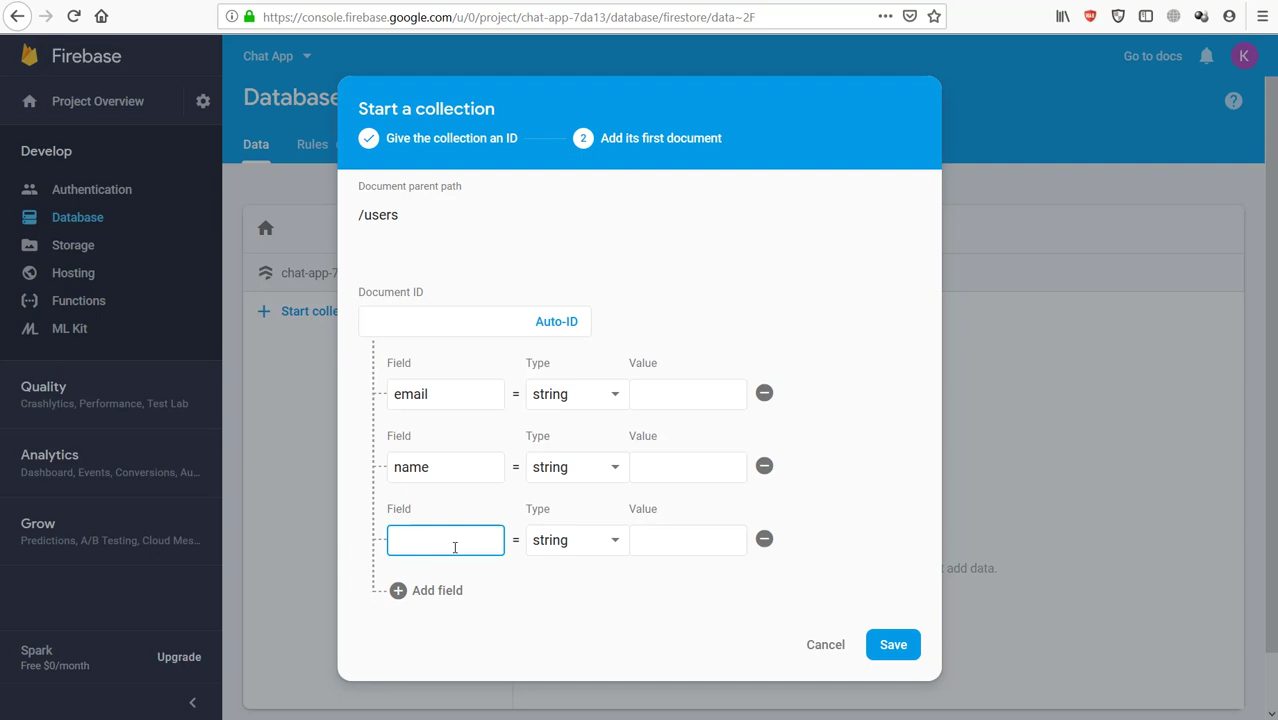 https://console.firebase.google.com/u/0/project/chat-app-7da13/database/firestore/data~2F
Firebase
Chat App
Go to docs
K
Project Overview
Database
Develop
Data
Rules
Authentication
Database
Storage
Hosting
Functions
ML Kit
Quality
Crashlytics, Performance, Test Lab
Analytics
Dashboard, Events, Conversions, Au...
Grow
Predictions, A/B Testing, Cloud Mes...
Spark
Free $0/month
Upgrade
chat-app-7
Start colle
t add data.
Start a collection
Give the collection an ID
2
Add its first document
Document parent path
/users
Document ID
Auto-ID
Field Type Value
email = string
Field Type Value
name = string
Field Type Value
= string
Add field
Cancel
Save